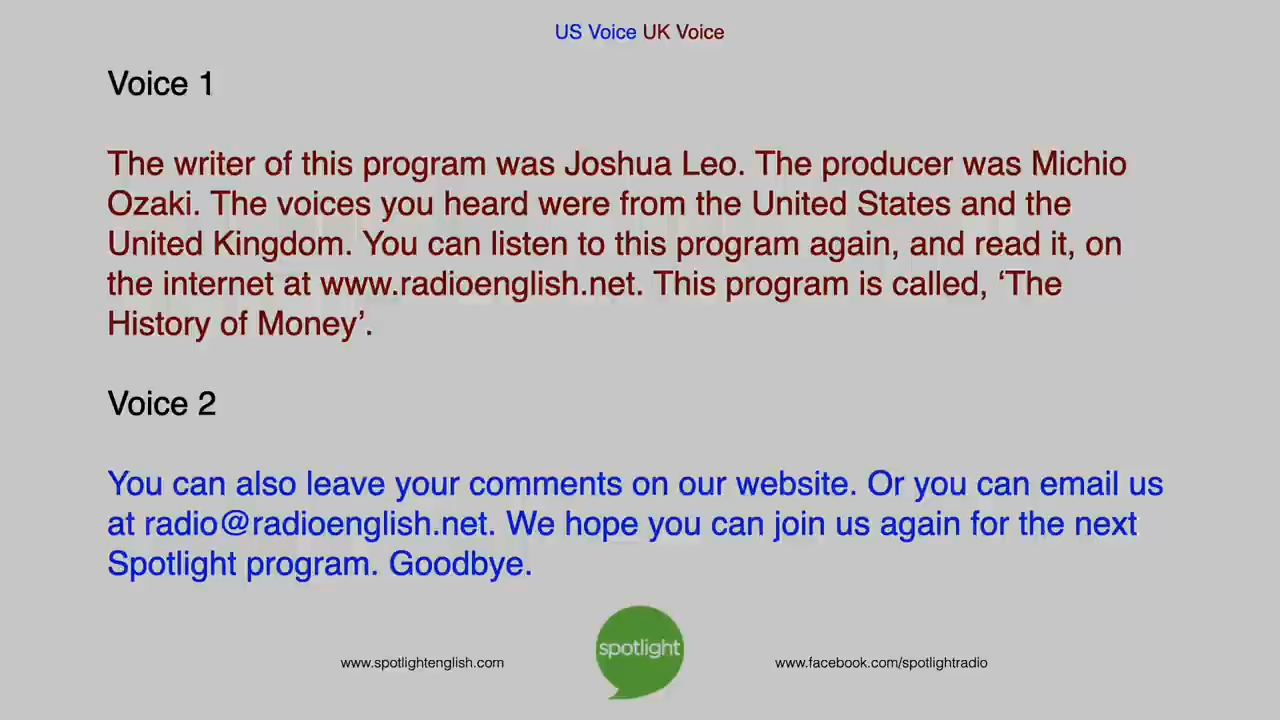 US Voice UK Voice
Voice 1
The writer of this program was Joshua Leo. The producer was Michio
Ozaki. The voices you heard were from the United States and the
United Kingdom. You can listen to this program again, and read it, on
the internet at www.radioenglish.net. This program is called, ‘The
History of Money’.
Voice 2
You can also leave your comments on our website. Or you can email us
at radio@radioenglish.net. We hope you can join us again for the next
Spotlight program. Goodbye.
spotlight
www.spotlightenglish.com
www.facebook.com/spotlightradio